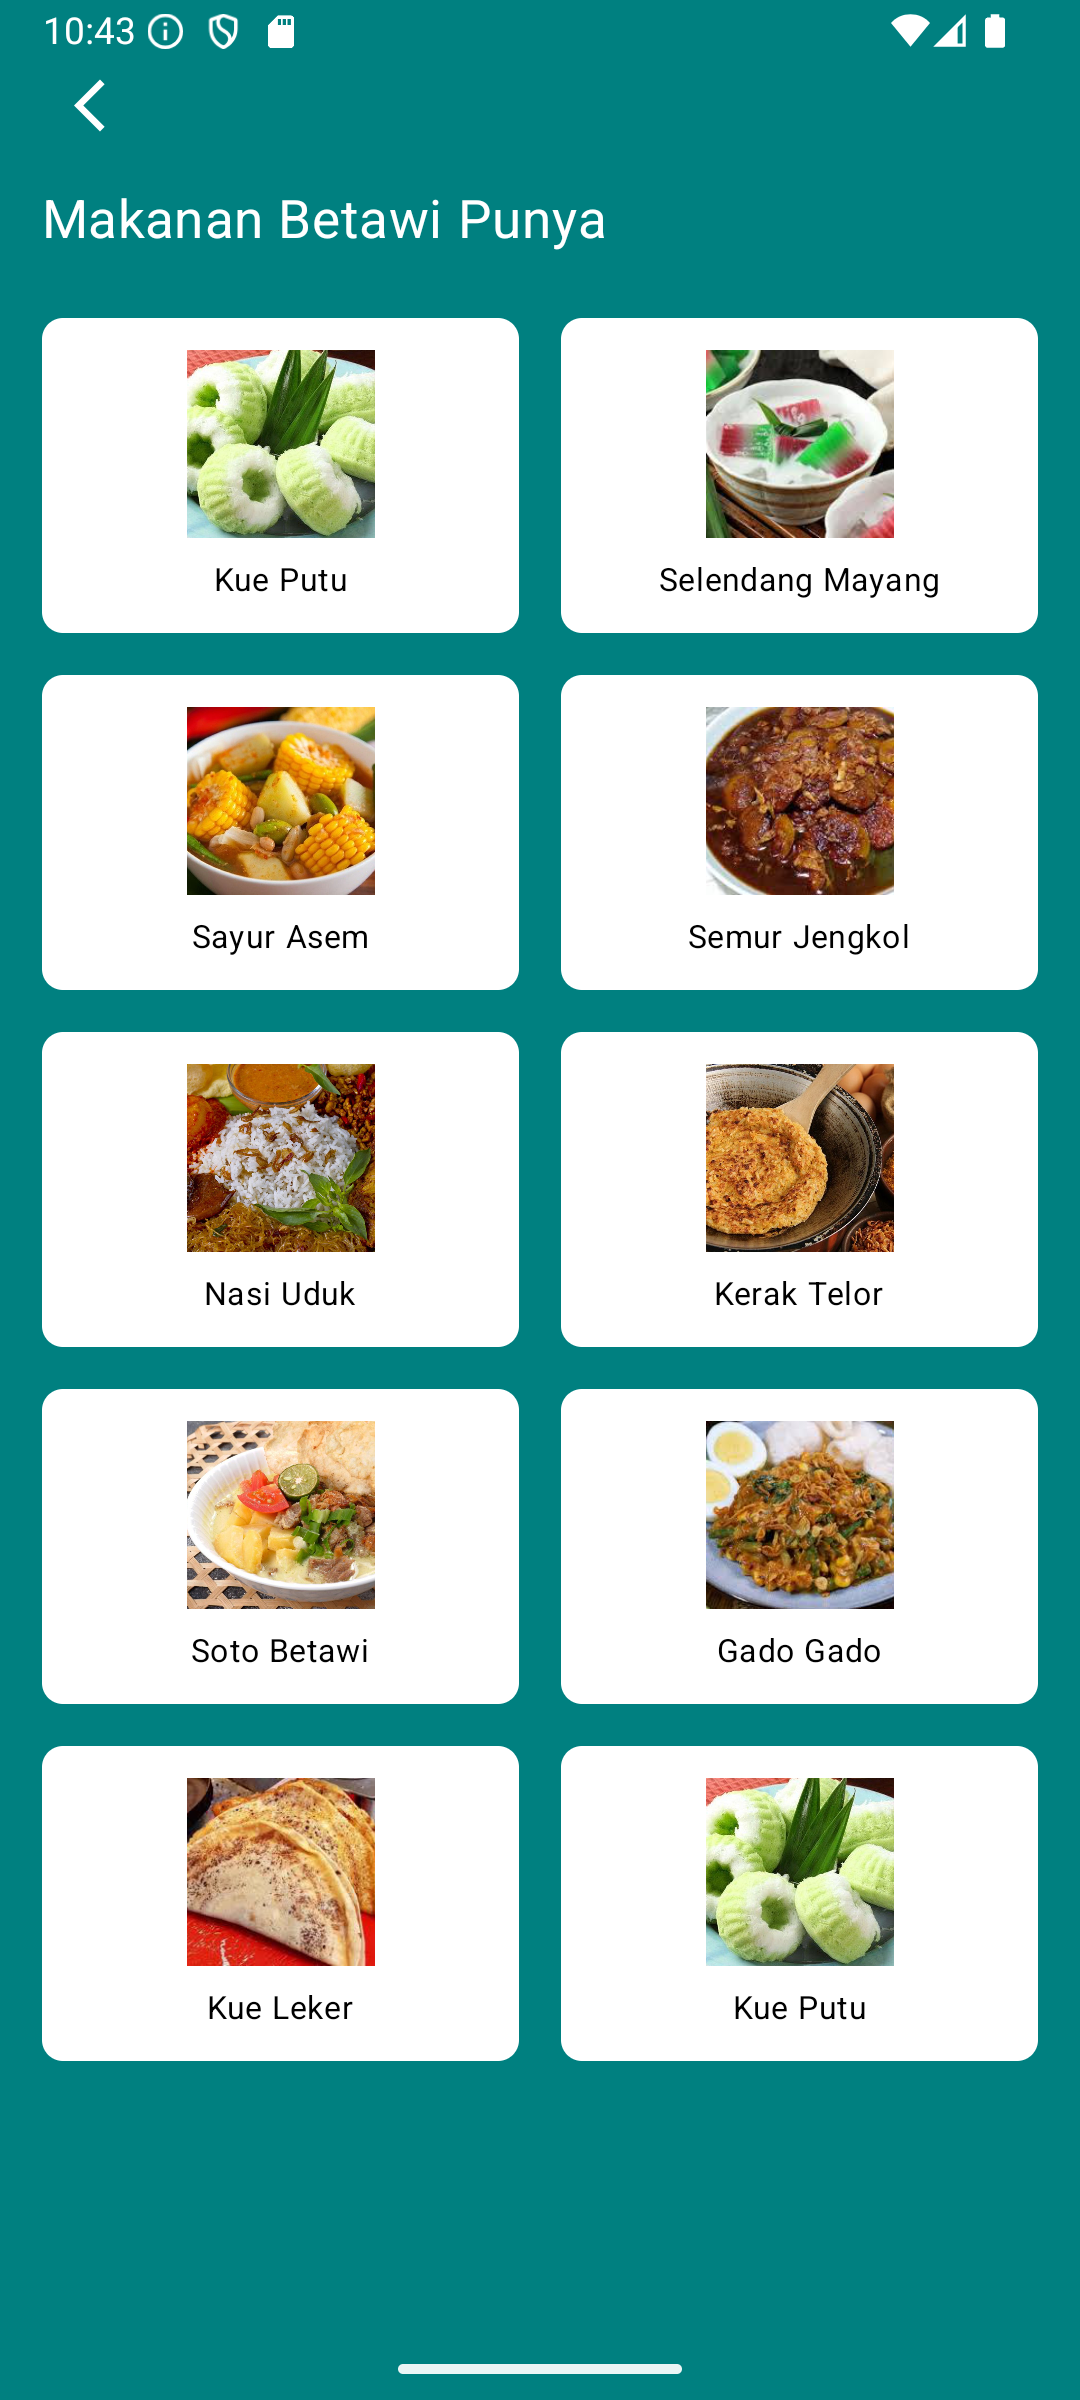 10:43
Makanan Betawi Punya
Kue Putu
Selendang Mayang
Sayur Asem
Semur Jengkol
Nasi Uduk
Kerak Telor
Soto Betawi
Gado Gado
Kue Leker
Kue Putu